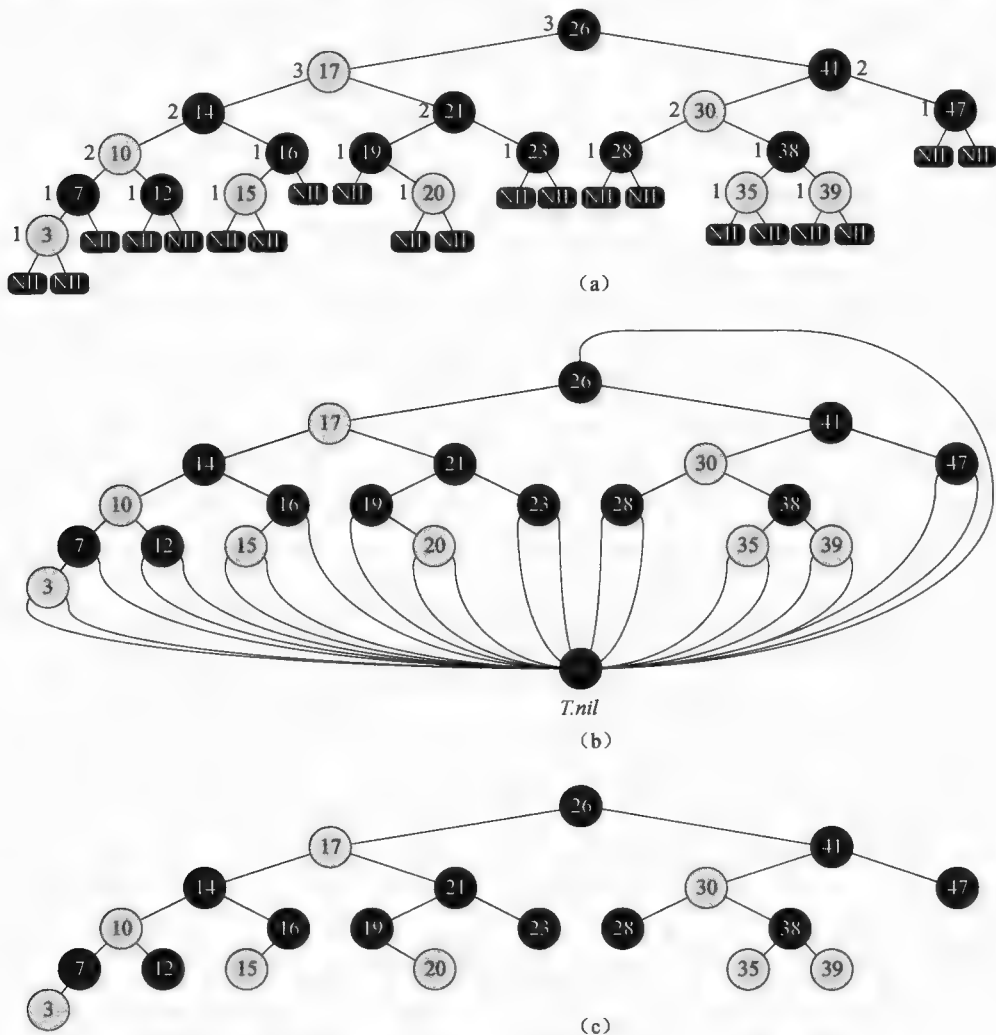 3 26
3 17 41 2
2 14 2 21 2 30 1 47
2 10 1 16 1 19 1 23 1 28 1 38 NIL NIL
1 7 1 12 1 15 NIL NIL 1 20 NIL NIL NIL NIL 1 35 1 39
1 3 NIL NIL NIL NIL NIL NIL NIL NIL NIL NIL NIL
NIL NIL
(a)
26
17 41
14 21 30 47
10 16 19 23 28 38
7 12 15 20 35 39
3
T.nil
(b)
26
17 41
14 21 30 47
10 16 19 23 28 38
7 12 15 20 35 39
3
(c)